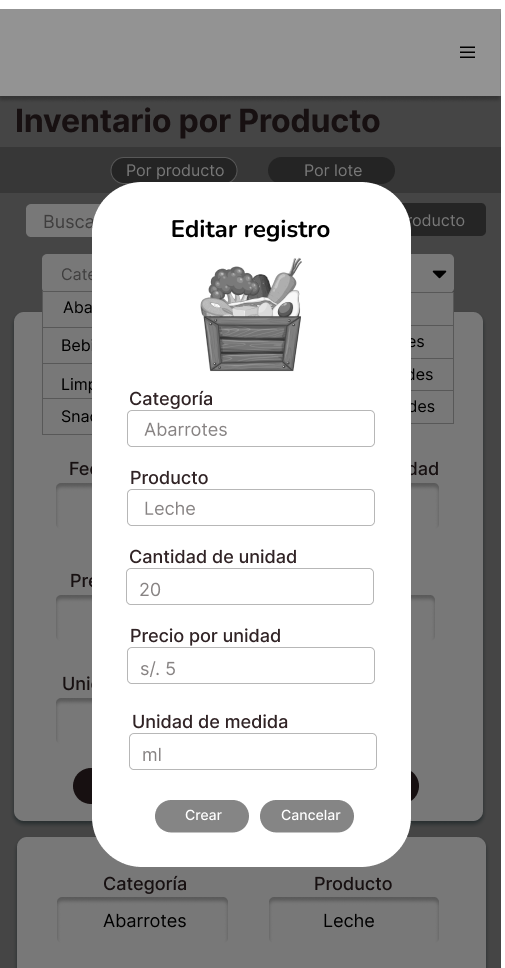 Inventario por Producto
Por producto
Por lote
Busca
roducto
Editar registro
Cate
Aba
Beb
Limp
Sna
es
des
des
Categoría
Abarrotes
Fe
dad
Producto
Leche
Cantidad de unidad
Pre
20
Precio por unidad
s/. 5
Uni
Unidad de medida
ml
Crear
Cancelar
Categoría
Producto
Abarrotes
Leche